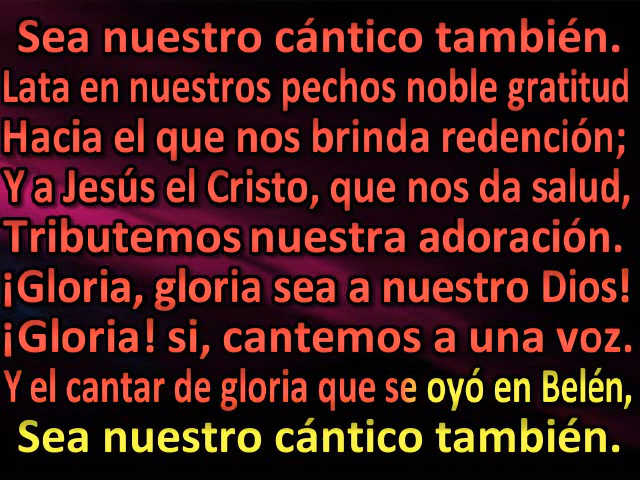 Sea nuestro cántico también.
Lata en nuestros pechos noble gratitud
Hacia el que nos brinda redención;
Y a Jesús el Cristo, que nos da salud,
Tributemos nuestra adoración.
¡Gloria, gloria sea a nuestro Dios!
¡Gloria! si, cantemos a una voz.
Y el cantar de gloria que se oyó en Belén,
Sea nuestro cántico también.